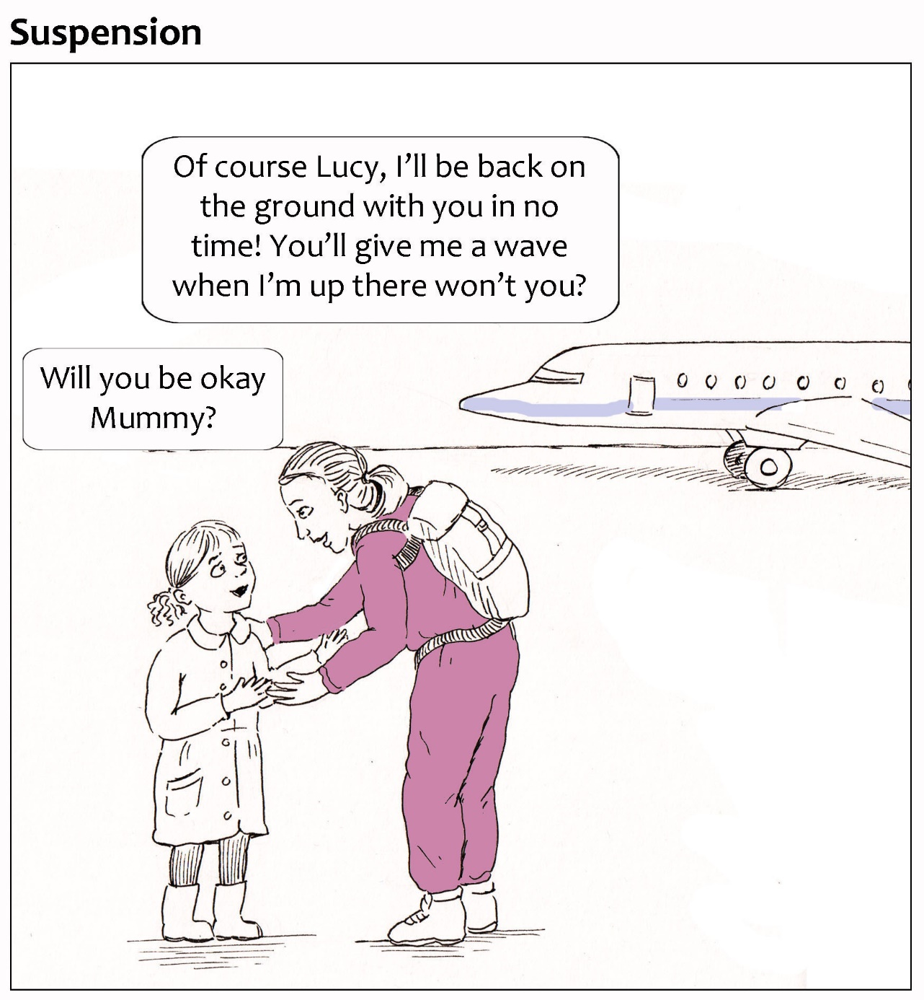 Suspension
Of course Lucy, I’ll be back on
the ground with you in no
time! You’ll give me a wave
when I’m up there won’t you?
Will you be okay
Mummy?